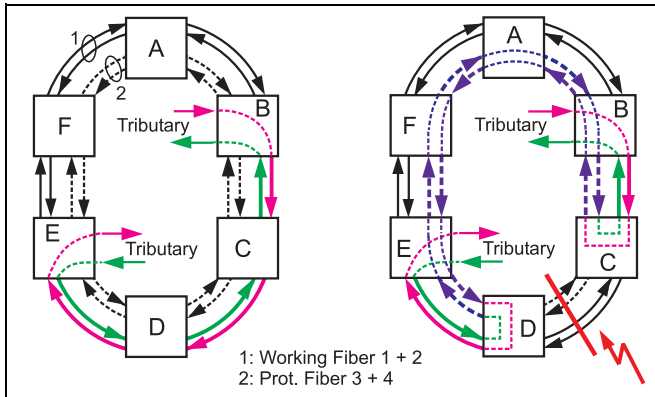 1
A
2
F
B
Tributary
E
Tributary
C
D
A
F
B
Tributary
E
Tributary
C
D
1: Working Fiber 1 + 2
2: Prot. Fiber 3 + 4